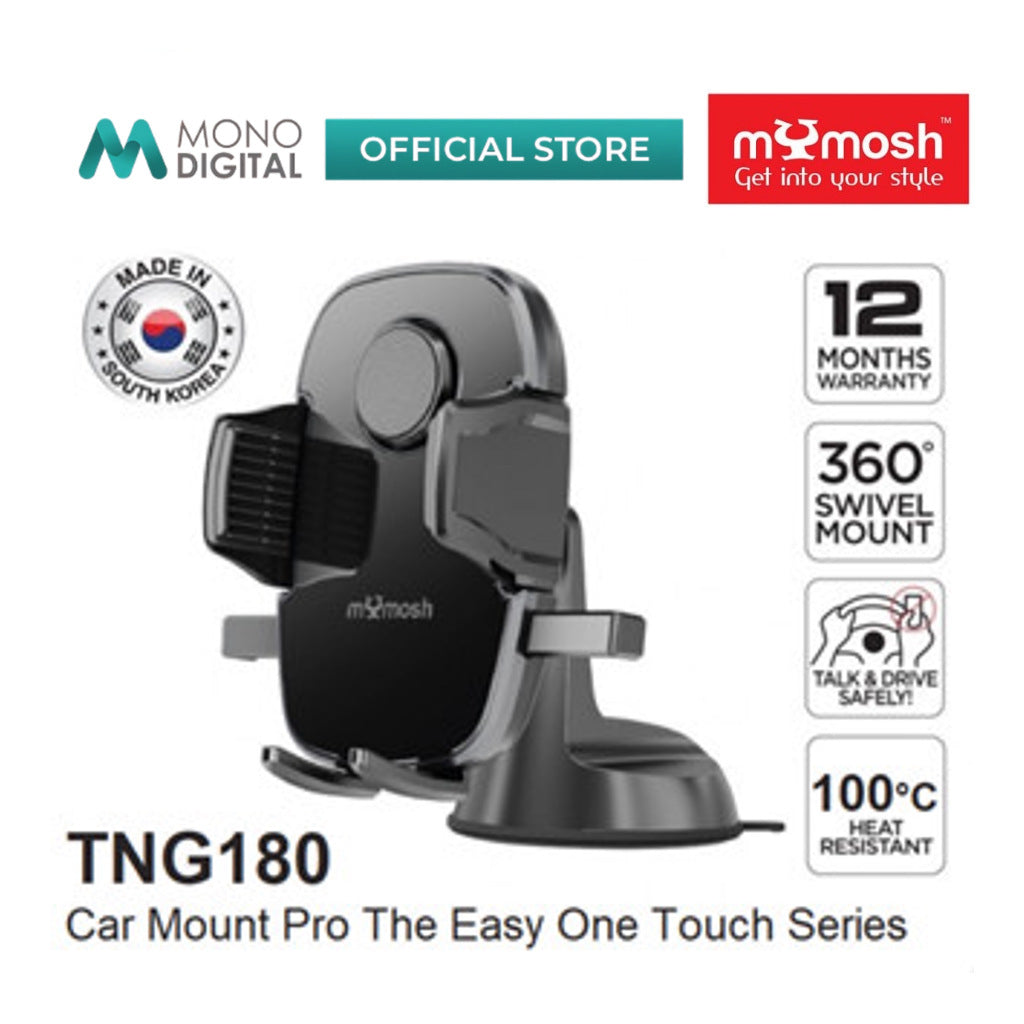 MONO
DIGITAL
OFFICIAL STORE
mymosh™
Get into your style
MADE IN
SOUTH KOREA
12
MONTHS
WARRANTY
360°
SWIVEL
MOUNT
mymosh
TALK & DRIVE
SAFELY!
100°C
HEAT
RESISTANT
TNG180
Car Mount Pro The Easy One Touch Series